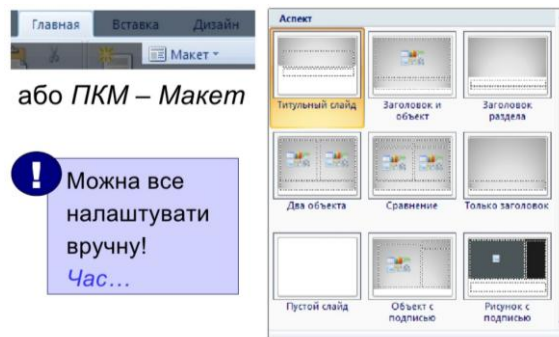 Главная Вставка Дизайн
Макет
або ПКМ – Макет
! Можна все
налаштувати
вручну!
Час…
Аспект
Титульный слайд Заголовок и объект Заголовок раздела
Два объекта Сравнение Только заголовок
Пустой слайд Объект с подписью Рисунок с подписью